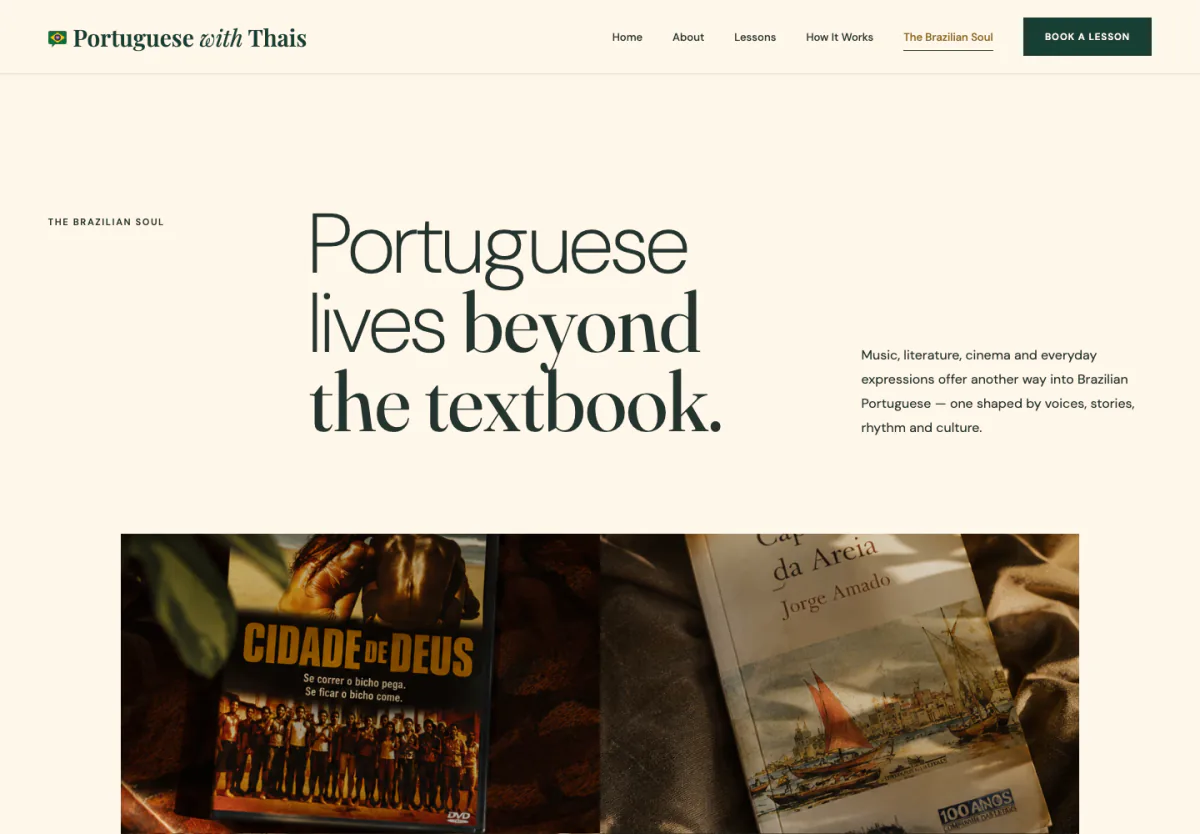 Portuguese with Thais
Home
About
Lessons
How It Works
The Brazilian Soul
BOOK A LESSON
THE BRAZILIAN SOUL
Portuguese
lives beyond
the textbook.
Music, literature, cinema and everyday
expressions offer another way into Brazilian
Portuguese — one shaped by voices, stories,
rhythm and culture.
CIDADE DE DEUS
Se correr o bicho pega.
Se ficar o bicho come.
DVD
da Areia
Jorge Amado
100 ANOS